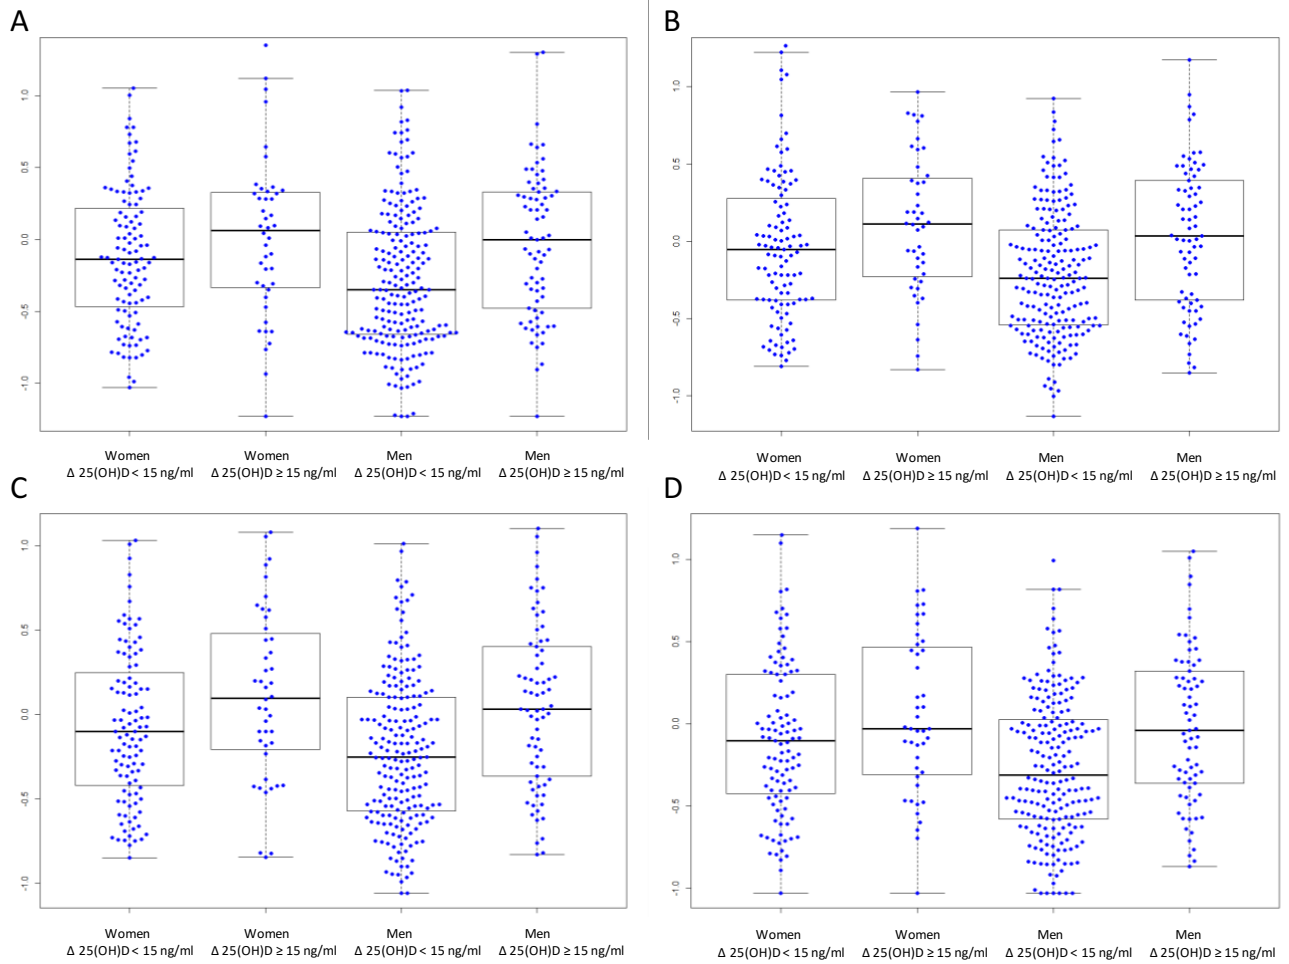 A
1.0
0.5
0.0
-0.5
-1.0
Women Women Men Men
Δ 25(OH)D < 15 ng/ml Δ 25(OH)D ≥ 15 ng/ml Δ 25(OH)D < 15 ng/ml Δ 25(OH)D ≥ 15 ng/ml
B
1.0
0.5
0.0
-0.5
-1.0
Women Women Men Men
Δ 25(OH)D < 15 ng/ml Δ 25(OH)D ≥ 15 ng/ml Δ 25(OH)D < 15 ng/ml Δ 25(OH)D ≥ 15 ng/ml
C
1.0
0.5
0.0
-0.5
-1.0
Women Women Men Men
Δ 25(OH)D < 15 ng/ml Δ 25(OH)D ≥ 15 ng/ml Δ 25(OH)D < 15 ng/ml Δ 25(OH)D ≥ 15 ng/ml
D
1.0
0.5
0.0
-0.5
-1.0
Women Women Men Men
Δ 25(OH)D < 15 ng/ml Δ 25(OH)D ≥ 15 ng/ml Δ 25(OH)D < 15 ng/ml Δ 25(OH)D ≥ 15 ng/ml